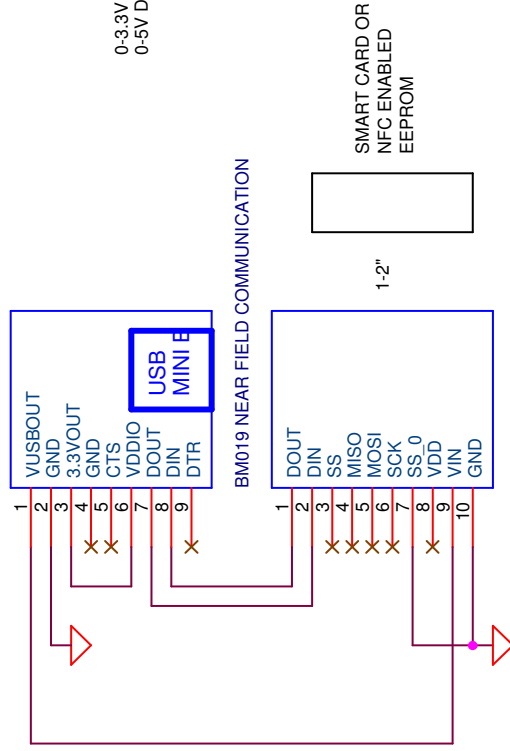 0-3.3V
0-5V D
1 VUSBOUT
2 GND
3 3.3VOUT
4 GND
5 CTS
6 VDDIO
7 DOUT
8 DIN
9 DTR
USB
MINI B
BM019 NEAR FIELD COMMUNICATION
1 DOUT
2 DIN
3 SS
4 MISO
5 MOSI
6 SCK
7 SS_0
8 VDD
9 VIN
10 GND
1-2"
SMART CARD OR
NFC ENABLED
EEPROM